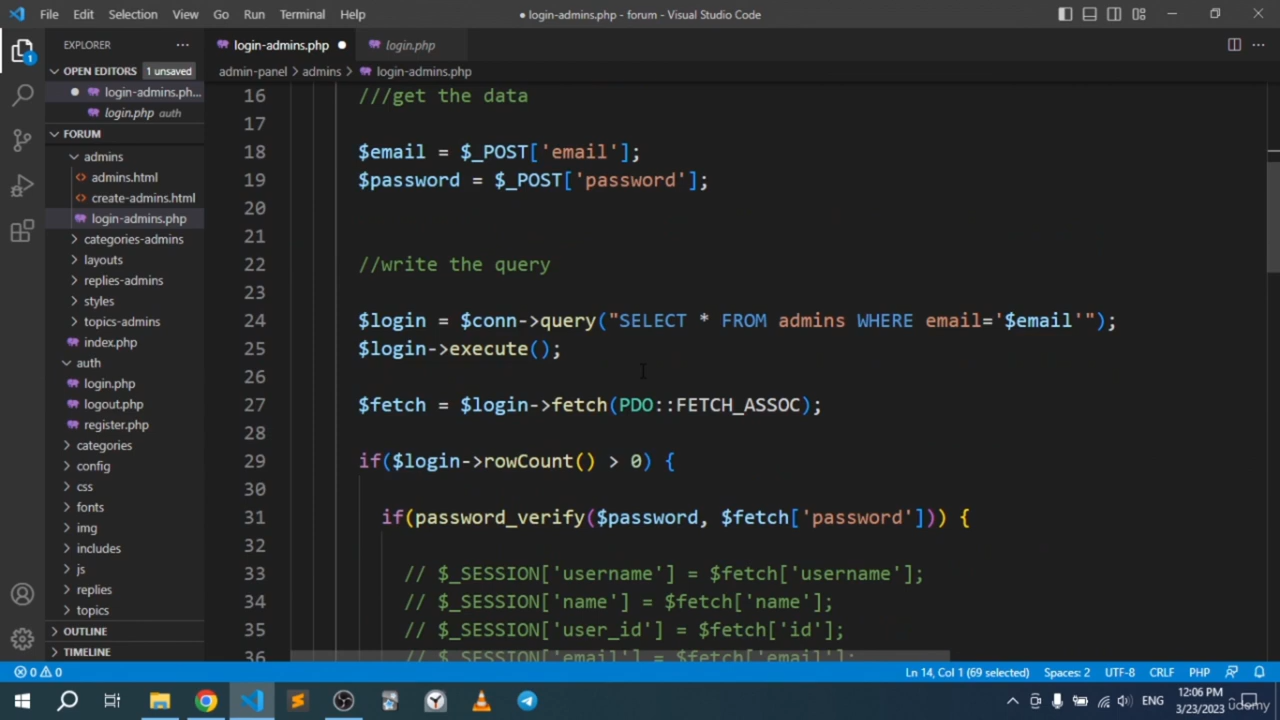 File Edit Selection View Go Run Terminal Help
● login-admins.php - forum - Visual Studio Code
EXPLORER
login-admins.php
login.php
OPEN EDITORS 1 unsaved
admin-panel > admins > login-admins.php
login-admins.ph...
login.php auth
FORUM
admins
admins.html
create-admins.html
login-admins.php
categories-admins
layouts
replies-admins
styles
topics-admins
index.php
auth
login.php
logout.php
register.php
categories
config
css
fonts
img
includes
js
replies
topics
OUTLINE
TIMELINE
16 ///get the data
17
18 $email = $_POST['email'];
19 $password = $_POST['password'];
20
21
22 //write the query
23
24 $login = $conn->query("SELECT * FROM admins WHERE email='$email'");
25 $login->execute();
26
27 $fetch = $login->fetch(PDO::FETCH_ASSOC);
28
29 if($login->rowCount() > 0) {
30
31 if(password_verify($password, $fetch['password'])) {
32
33 // $_SESSION['username'] = $fetch['username'];
34 // $_SESSION['name'] = $fetch['name'];
35 // $_SESSION['user_id'] = $fetch['id'];
36 // $_SESSION['email'] = $fetch['email'];
0 0 Ln 14, Col 1 (69 selected) Spaces: 2 UTF-8 CRLF PHP
ENG
12:06 PM
3/23/2023
udemy
1